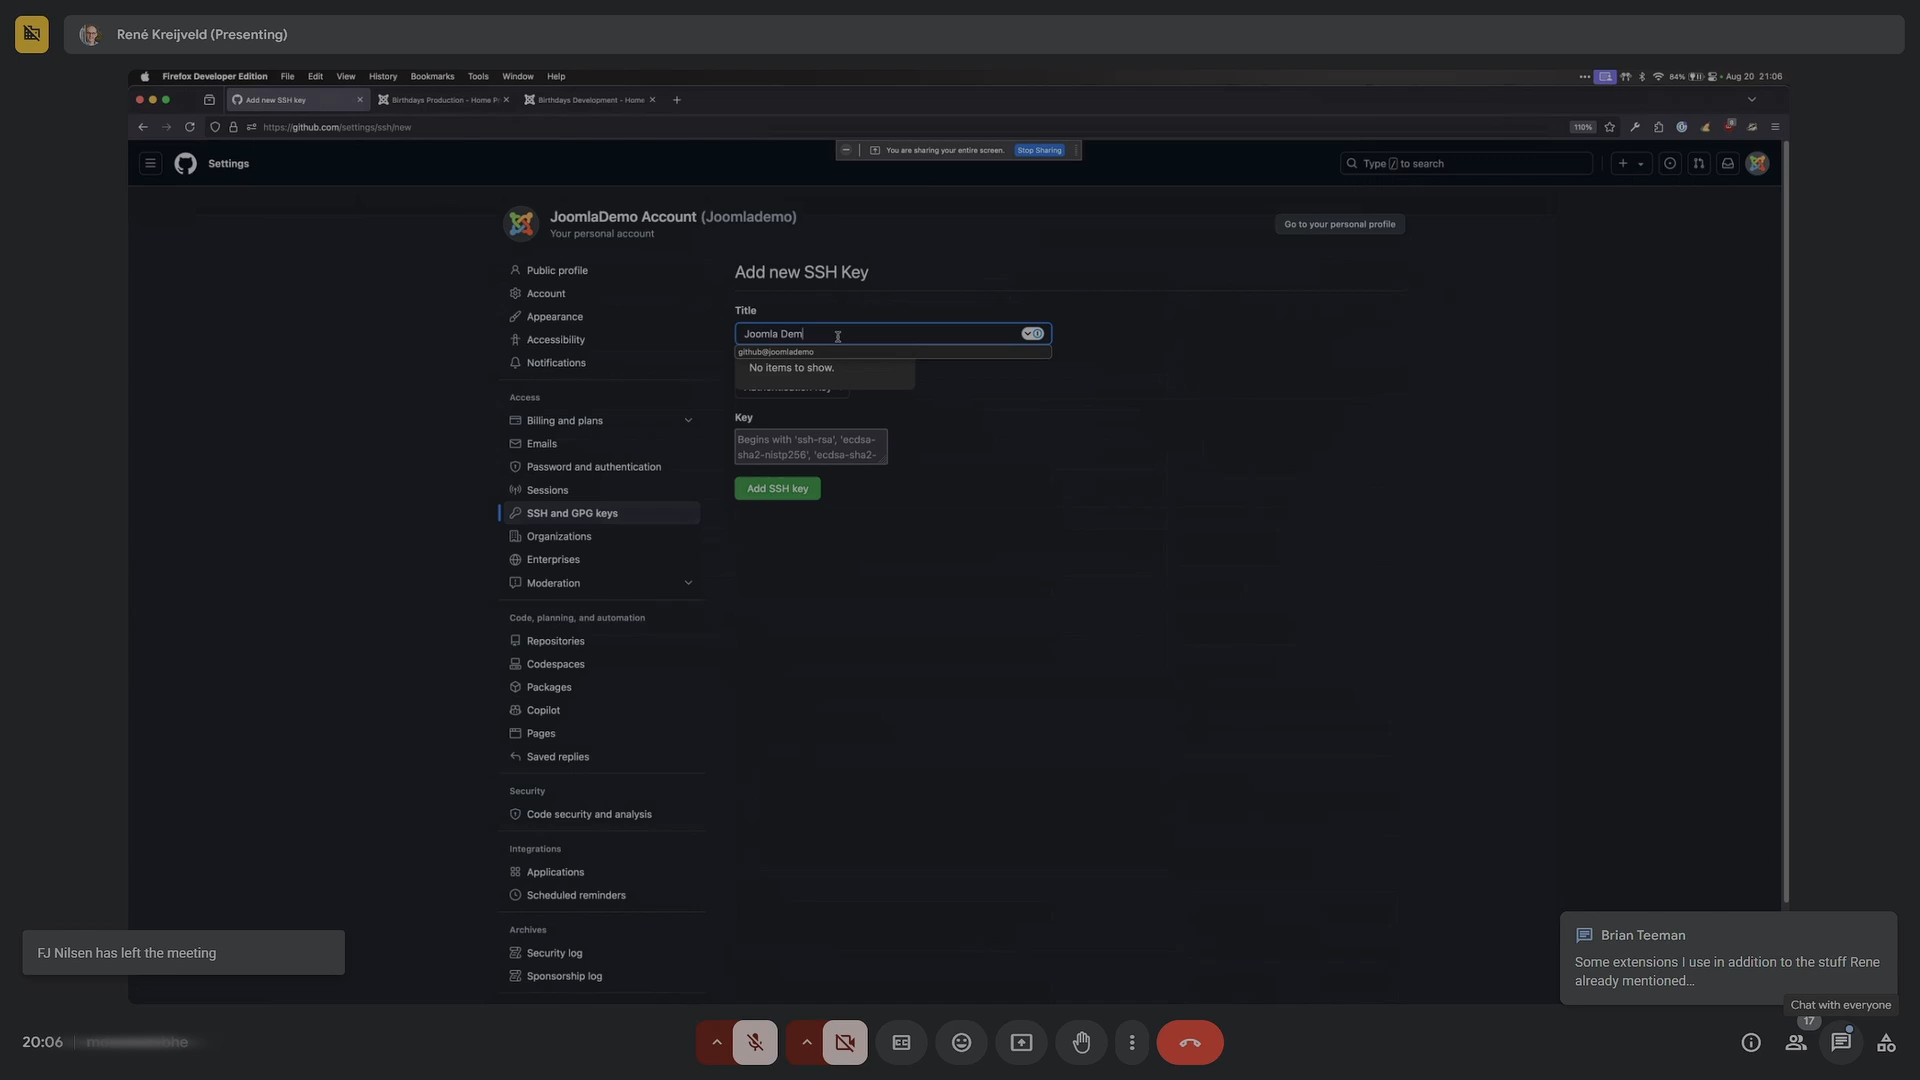 René Kreijveld (Presenting)
Firefox Developer Edition File Edit View History Bookmarks Tools Window Help
84% Aug 20 21:06
Add new SSH key
Birthdays Production - Home P
Birthdays Development - Home
https://github.com/settings/ssh/new
110%
You are sharing your entire screen. Stop Sharing
Settings
Type / to search
JoomlaDemo Account (Joomlademo)
Your personal account
Go to your personal profile
Public profile
Account
Appearance
Accessibility
Notifications
Access
Billing and plans
Emails
Password and authentication
Sessions
SSH and GPG keys
Organizations
Enterprises
Moderation
Code, planning, and automation
Repositories
Codespaces
Packages
Copilot
Pages
Saved replies
Security
Code security and analysis
Integrations
Applications
Scheduled reminders
Archives
Security log
Sponsorship log
Add new SSH Key
Title
Joomla Dem
github@joomlademo
No items to show.
Authentication Key
Key
Begins with 'ssh-rsa', 'ecdsa-
sha2-nistp256', 'ecdsa-sha2-
Add SSH key
FJ Nilsen has left the meeting
Brian Teeman
Some extensions I use in addition to the stuff Rene
already mentioned...
Chat with everyone
20:06
17